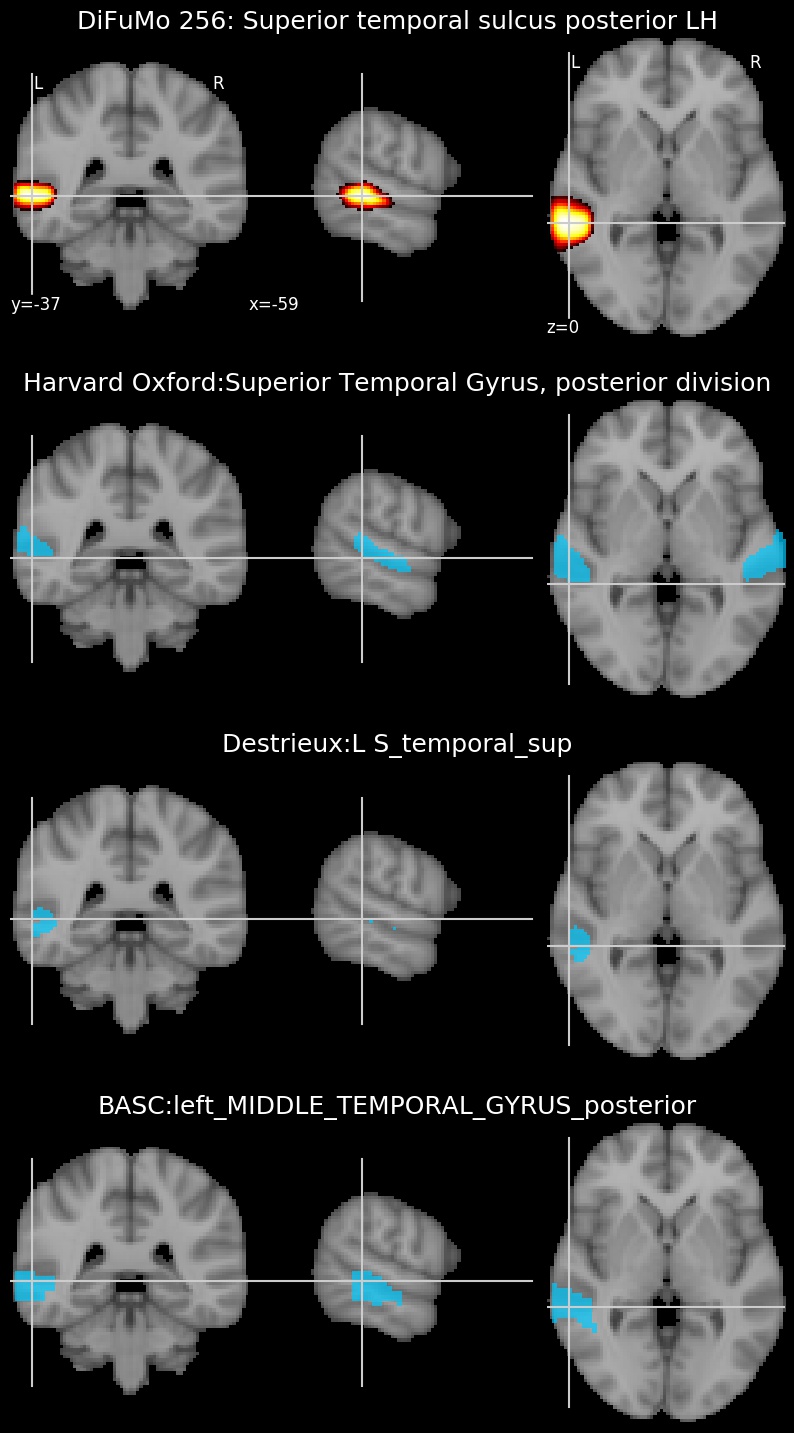 DiFuMo 256: Superior temporal sulcus posterior LH
L R L R
y=-37 x=-59 z=0
Harvard Oxford:Superior Temporal Gyrus, posterior division
Destrieux:L S_temporal_sup
BASC:left_MIDDLE_TEMPORAL_GYRUS_posterior